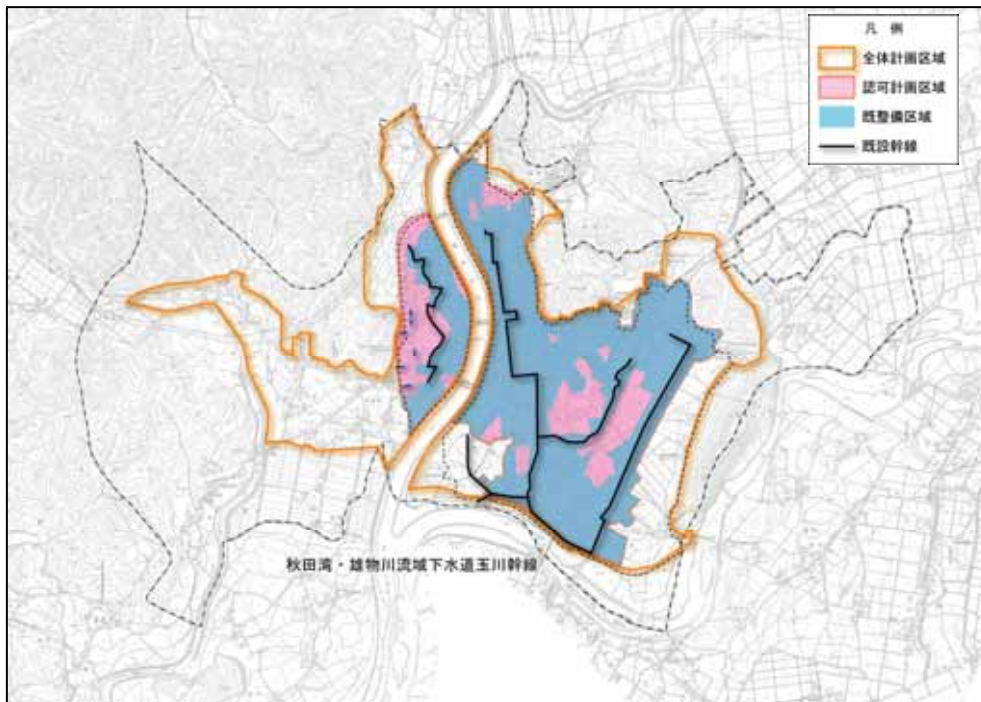 凡 例
全体計画区域
認可計画区域
既整備区域
既設幹線
秋田湾・雄物川流域下水道玉川幹線